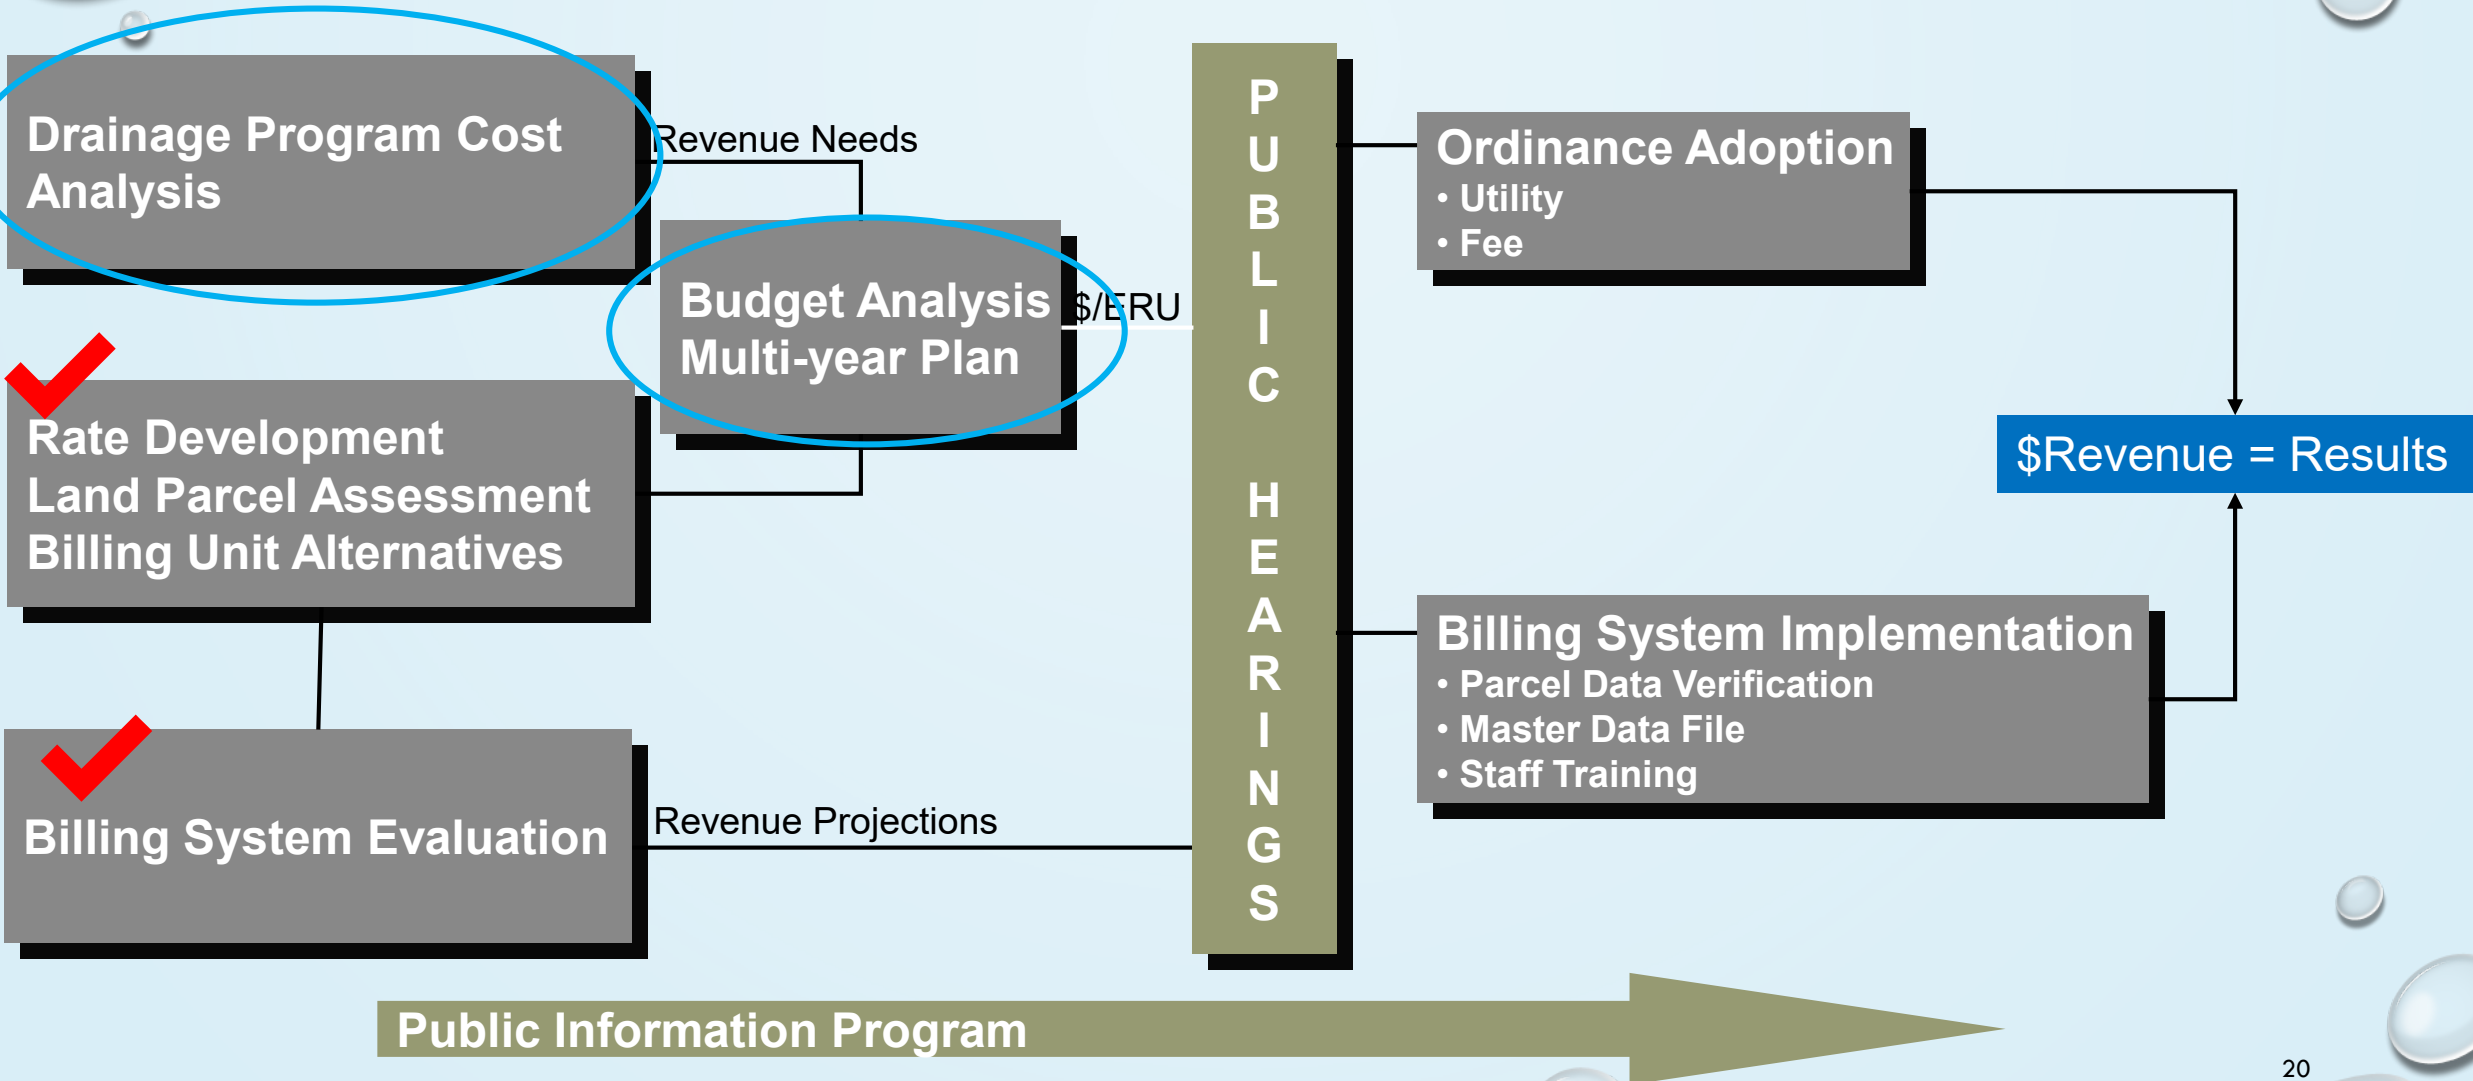 Drainage Program Cost
Analysis
Revenue Needs
Budget Analysis
Multi-year Plan
$/ERU
Rate Development
Land Parcel Assessment
Billing Unit Alternatives
Billing System Evaluation
Revenue Projections
P
U
B
L
I
C
H
E
A
R
I
N
G
S
Ordinance Adoption
• Utility
• Fee
$Revenue = Results
Billing System Implementation
• Parcel Data Verification
• Master Data File
• Staff Training
Public Information Program
20